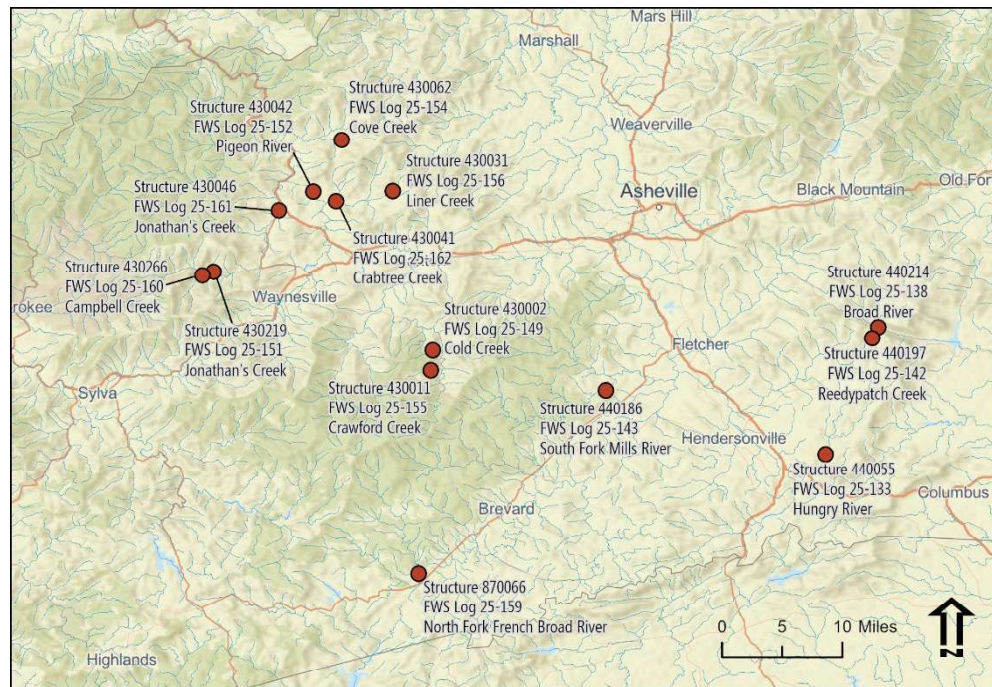 Mars Hill
Marshall
Structure 430062
FWS Log 25-154
Cove Creek
Structure 430042
FWS Log 25-152
Pigeon River
Weaverville
Structure 430031
FWS Log 25-156
Liner Creek
Structure 430046
FWS Log 25-161
Jonathan's Creek
Asheville
Black Mountain
Old Fort
Structure 430041
FWS Log 25-162
Crabtree Creek
Structure 430266
FWS Log 25-160
Campbell Creek
Waynesville
Structure 430219
FWS Log 25-151
Jonathan's Creek
Structure 430002
FWS Log 25-149
Cold Creek
Structure 440214
FWS Log 25-138
Broad River
Fletcher
Structure 440197
FWS Log 25-142
Reedypatch Creek
Sylva
Structure 430011
FWS Log 25-155
Crawford Creek
Structure 440186
FWS Log 25-143
South Fork Mills River
Hendersonville
Structure 440055
FWS Log 25-133
Hungry River
Columbus
Brevard
Structure 870066
FWS Log 25-159
North Fork French Broad River
Highlands
0 5 10 Miles
N